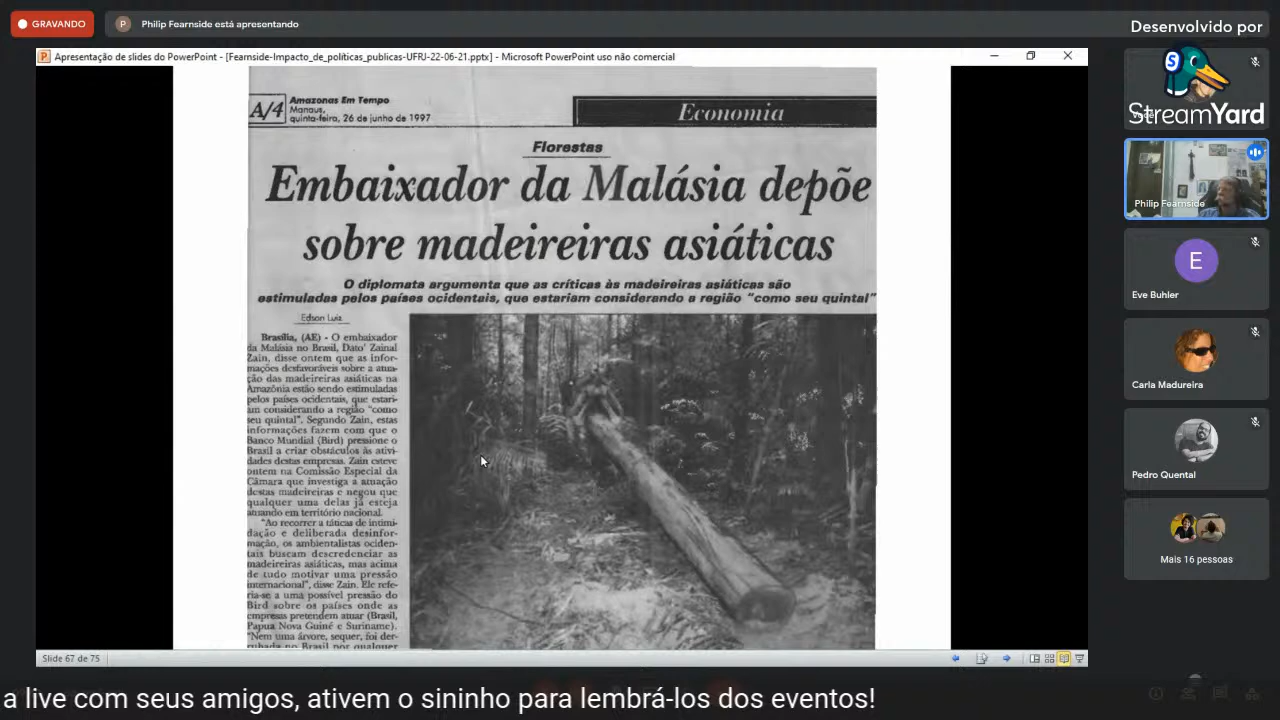 GRAVANDO
P
Philip Fearnside está apresentando
Desenvolvido por
StreamYard
Apresentação de slides do PowerPoint - [Fearnside-Impacto_de_políticas_publicas-UFRJ-22-06-21.pptx] - Microsoft PowerPoint uso não comercial
A/4
Amazonas Em Tempo
Manaus,
quinta-feira, 26 de junho de 1997
Economia
Florestas
Embaixador da Malásia depõe
sobre madeireiras asiáticas
O diplomata argumenta que as críticas às madeireiras asiáticas são
estimuladas pelos países ocidentais, que estariam considerando a região "como seu quintal"
Edson Luiz
Brasília, (AE) - O embaixador
da Malásia no Brasil, Dato' Zainal
Zain, disse ontem que as infor-
mações desfavoráveis sobre a atua-
ção das madeireiras asiáticas na
Amazônia estão sendo estimuladas
pelos países ocidentais, que estari-
am considerando a região "como
seu quintal". Segundo Zain, estas
informações fazem com que o
Banco Mundial (Bird) pressione o
Brasil a criar obstáculos às ativi-
dades destas empresas. Zain esteve
ontem na Comissão Especial da
Câmara que investiga a atuação
destas madeireiras e negou que
qualquer uma delas já esteja
atuando em território nacional.
"Ao recorrer a táticas de intimi-
dação e deliberada desinfor-
mação, os ambientalistas ociden-
tais buscam descredenciar as
madeireiras asiáticas, mas acima
de tudo motivar uma pressão
internacional", disse Zain. Ele refe-
ria-se a uma possível pressão do
Bird sobre os países onde as
empresas pretendem atuar (Brasil,
Papua Nova Guiné e Suriname).
"Nem uma árvore, sequer, foi der-
rubada no Brasil por qualquer
Philip Fearnside
E
Eve Buhler
Carla Madureira
Pedro Quental
Mais 16 pessoas
Slide 67 de 75
a live com seus amigos, ativem o sininho para lembrá-los dos eventos!